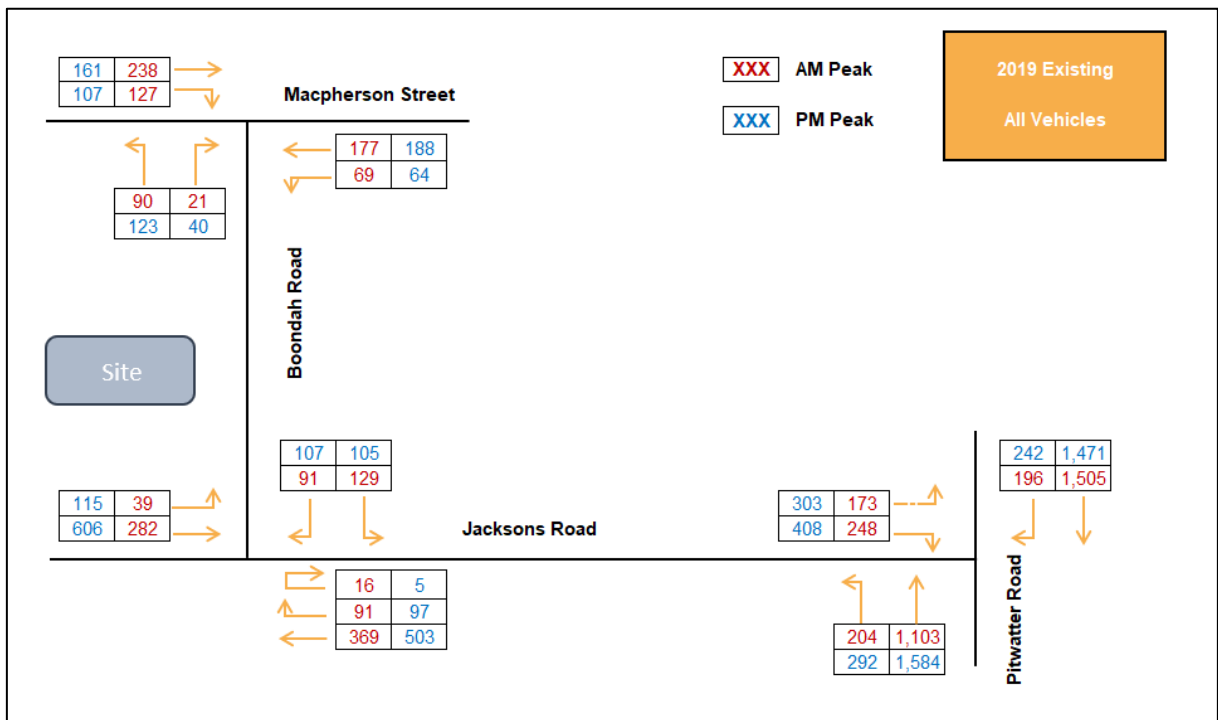 161 238
107 127
Macpherson Street
XXX AM Peak
XXX PM Peak
2019 Existing
All Vehicles
177 188
69 64
90 21
123 40
Boondah Road
Site
107 105
91 129
115 39
606 282
Jacksons Road
303 173
408 248
242 1,471
196 1,505
16 5
91 97
369 503
204 1,103
292 1,584
Pitwatter Road